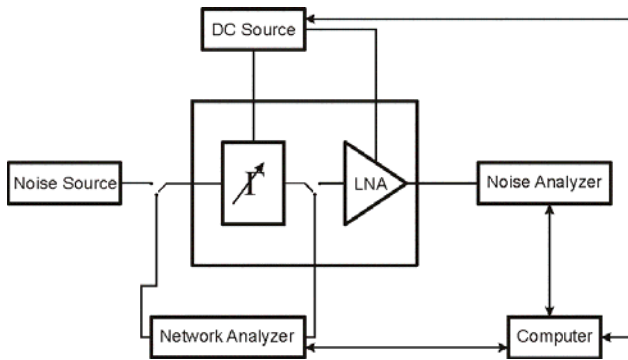 DC Source
Noise Source
Γ
LNA
Noise Analyzer
Network Analyzer
Computer